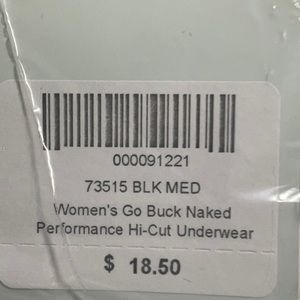 000091221
73515 BLK MED
Women's Go Buck Naked
Performance Hi-Cut Underwear
$ 18.50